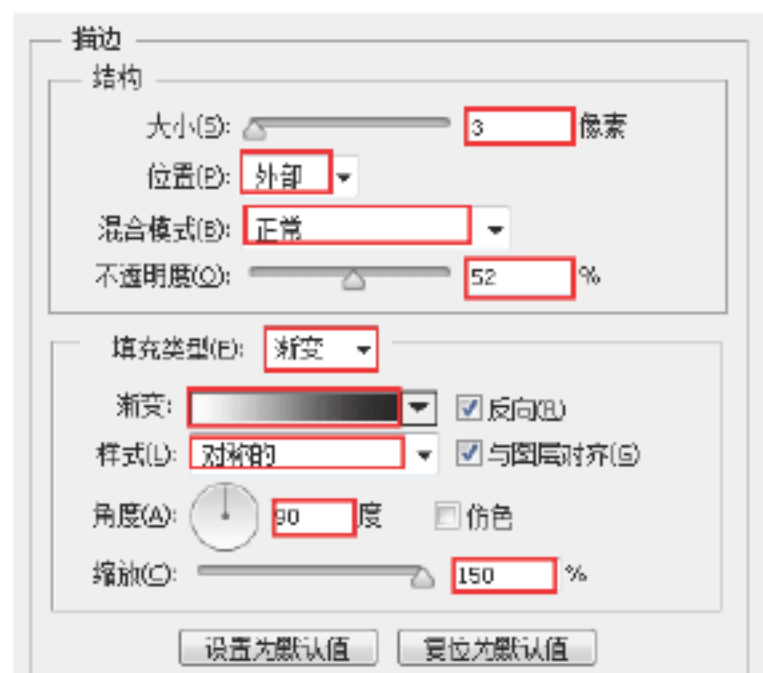 描边
结构
大小(S): 3 像素
位置(P): 外部
混合模式(B): 正常
不透明度(O): 52 %
填充类型(F): 渐变
渐变: 反向(R)
样式(L): 对称的 与图层对齐(G)
角度(A): 90 度 仿色
缩放(C): 150 %
设置为默认值 复位为默认值